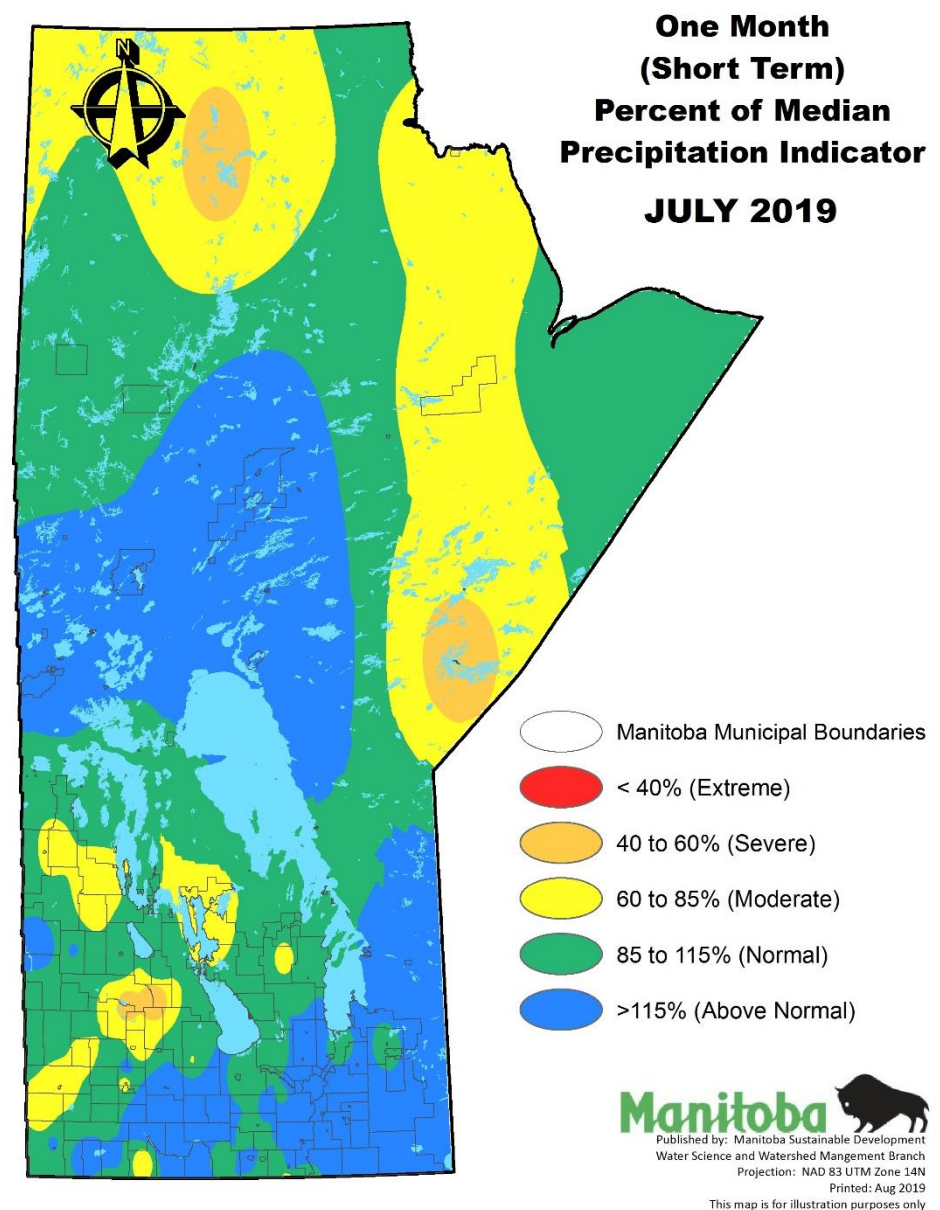 One Month
(Short Term)
Percent of Median
Precipitation Indicator
JULY 2019
N
Manitoba Municipal Boundaries
< 40% (Extreme)
40 to 60% (Severe)
60 to 85% (Moderate)
85 to 115% (Normal)
>115% (Above Normal)
Manitoba
Published by: Manitoba Sustainable Development
Water Science and Watershed Mangement Branch
Projection: NAD 83 UTM Zone 14N
Printed: Aug 2019
This map is for illustration purposes only